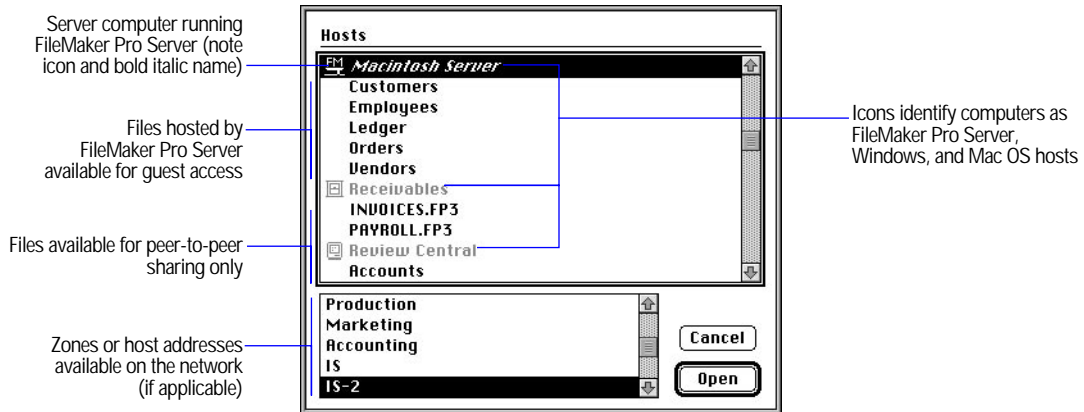 Server computer running
FileMaker Pro Server (note
icon and bold italic name)
Files hosted by
FileMaker Pro Server
available for guest access
Files available for peer-to-peer
sharing only
Zones or host addresses
available on the network
(if applicable)
Hosts
FM Macintosh Server
Customers
Employees
Ledger
Orders
Vendors
Receivables
INVOICES.FP3
PAYROLL.FP3
Review Central
Accounts
Production
Marketing
Accounting
IS
IS-2
Cancel
Open
Icons identify computers as
FileMaker Pro Server,
Windows, and Mac OS hosts